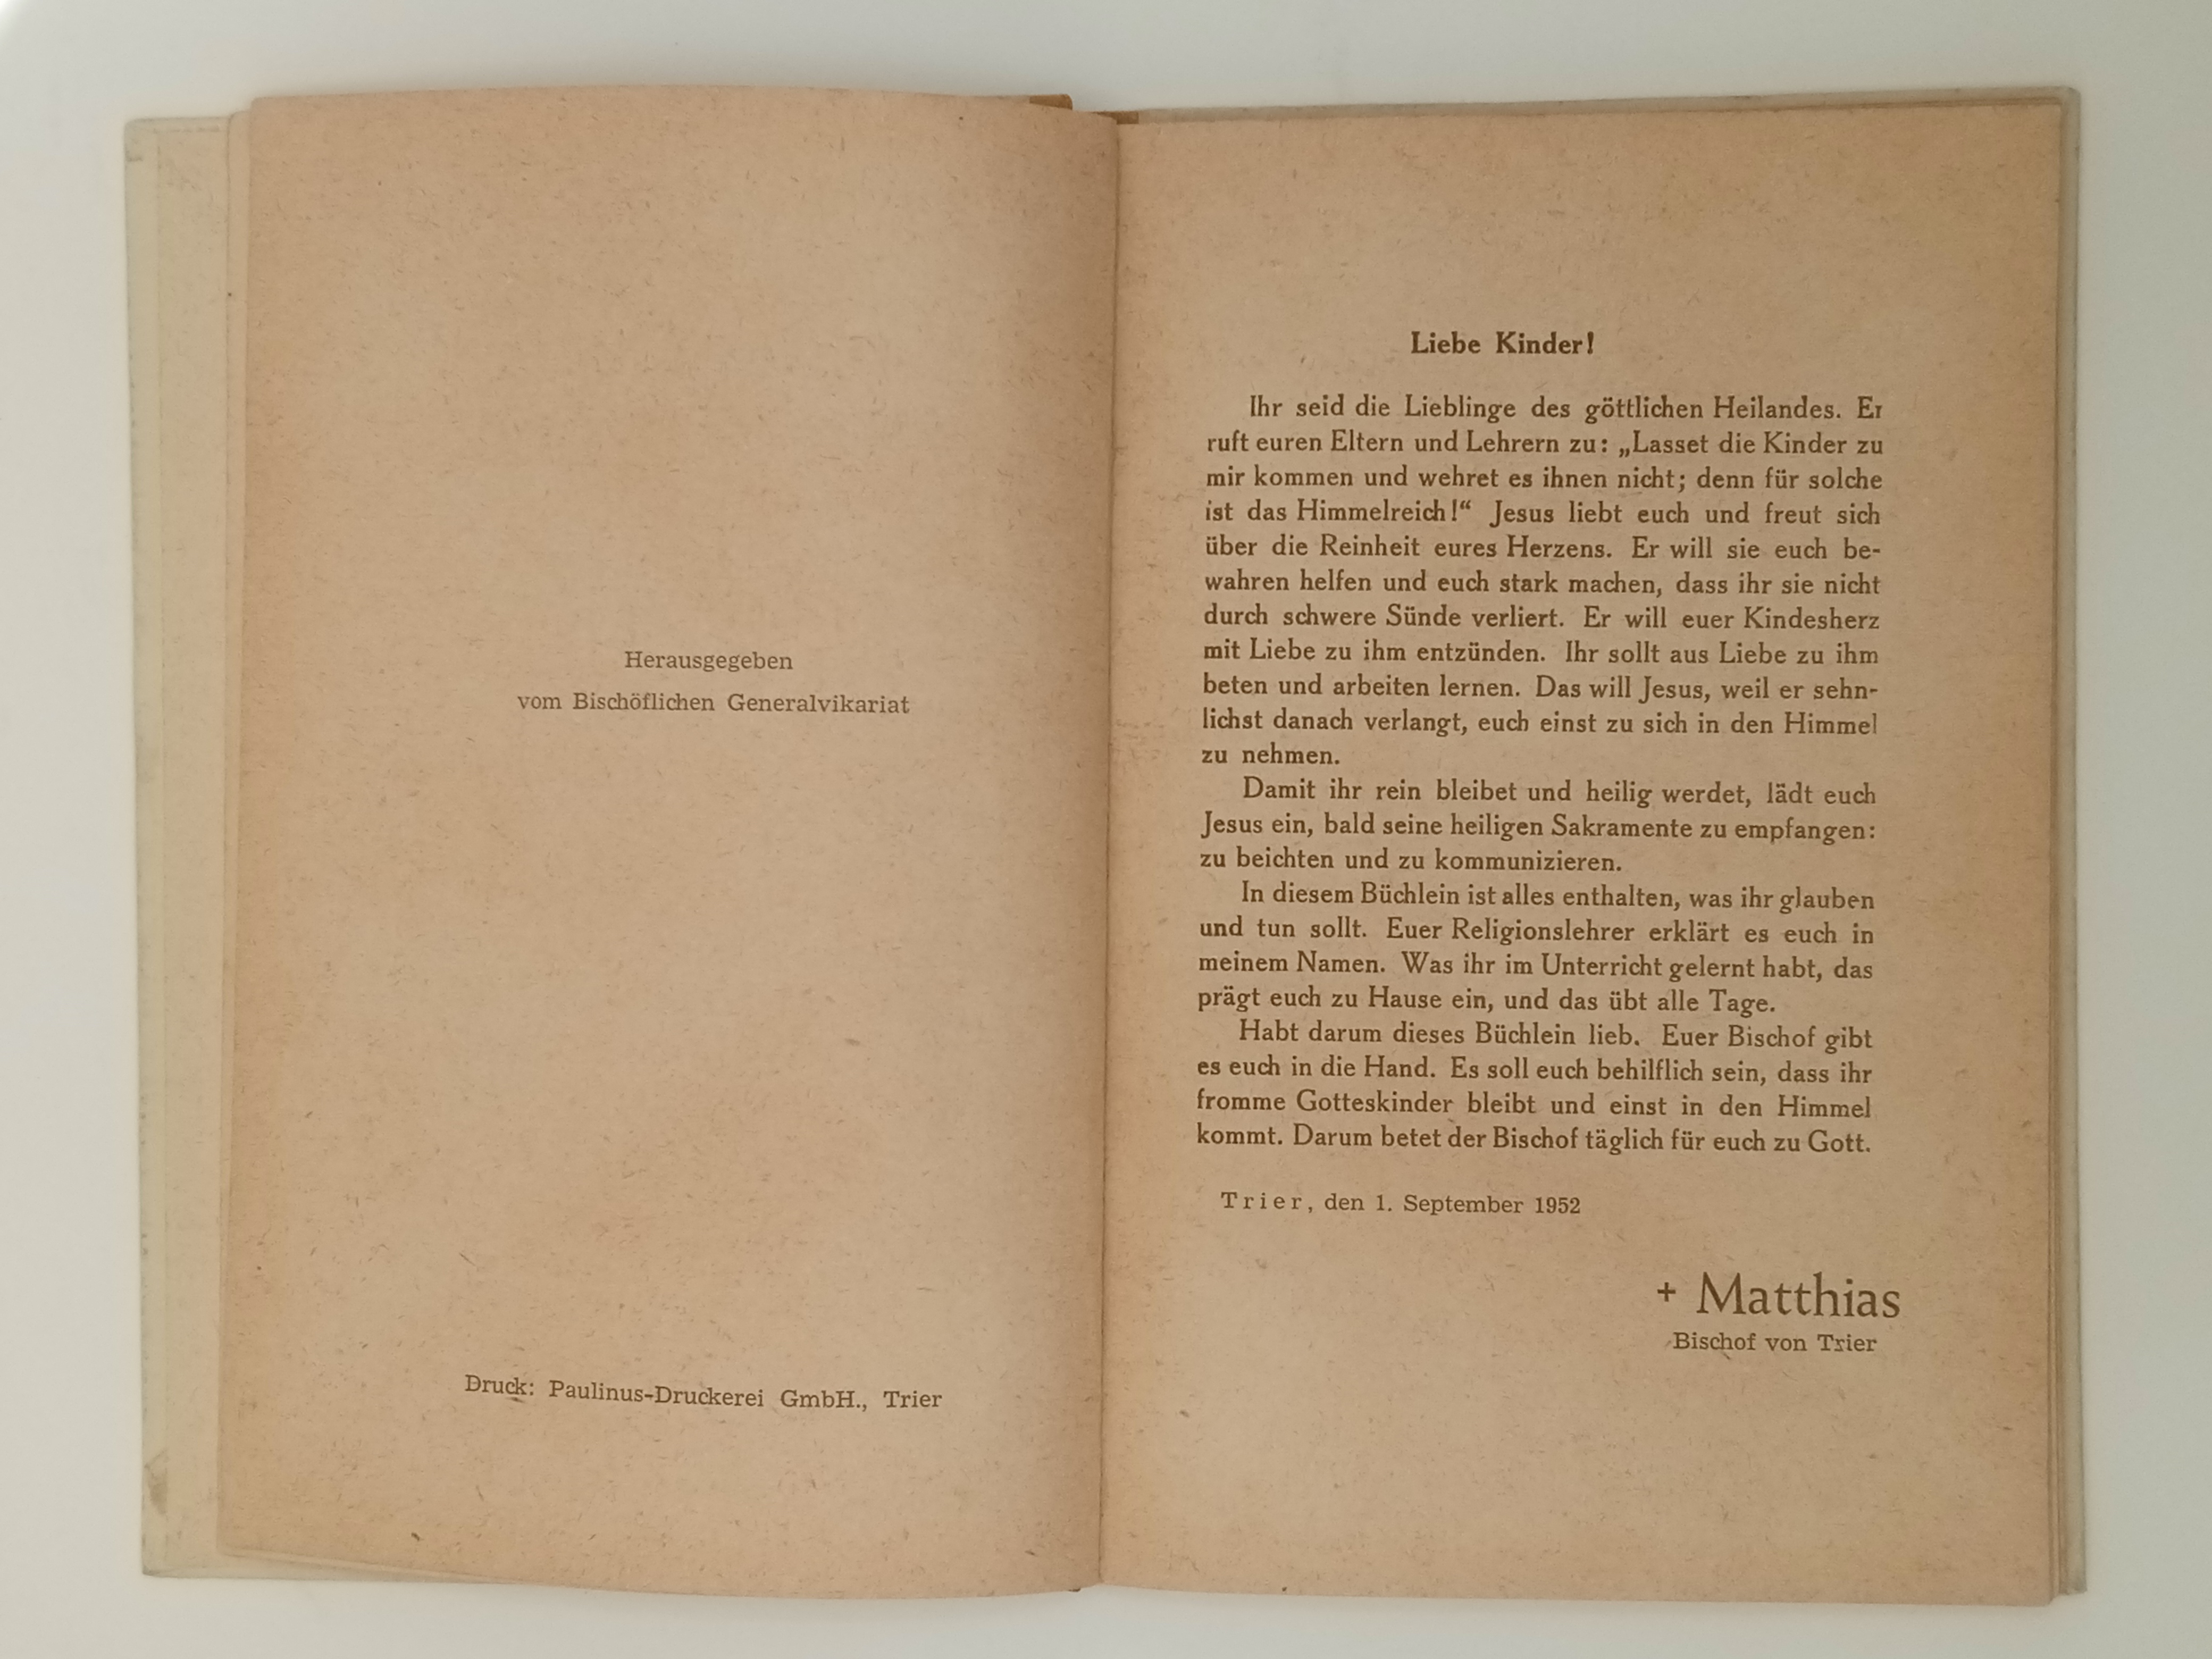 Herausgegeben
vom Bischöflichen Generalvikariat
Druck: Paulinus-Druckerei GmbH., Trier
Liebe Kinder!
Ihr seid die Lieblinge des göttlichen Heilandes. Er
ruft euren Eltern und Lehrern zu: „Lasset die Kinder zu
mir kommen und wehret es ihnen nicht; denn für solche
ist das Himmelreich!“ Jesus liebt euch und freut sich
über die Reinheit eures Herzens. Er will sie euch be-
wahren helfen und euch stark machen, dass ihr sie nicht
durch schwere Sünde verliert. Er will euer Kindesherz
mit Liebe zu ihm entzünden. Ihr sollt aus Liebe zu ihm
beten und arbeiten lernen. Das will Jesus, weil er sehn-
lichst danach verlangt, euch einst zu sich in den Himmel
zu nehmen.
Damit ihr rein bleibet und heilig werdet, lädt euch
Jesus ein, bald seine heiligen Sakramente zu empfangen:
zu beichten und zu kommunizieren.
In diesem Büchlein ist alles enthalten, was ihr glauben
und tun sollt. Euer Religionslehrer erklärt es euch in
meinem Namen. Was ihr im Unterricht gelernt habt, das
prägt euch zu Hause ein, und das übt alle Tage.
Habt darum dieses Büchlein lieb. Euer Bischof gibt
es euch in die Hand. Es soll euch behilflich sein, dass ihr
fromme Gotteskinder bleibt und einst in den Himmel
kommt. Darum betet der Bischof täglich für euch zu Gott.
Trier, den 1. September 1952
+ Matthias
Bischof von Trier